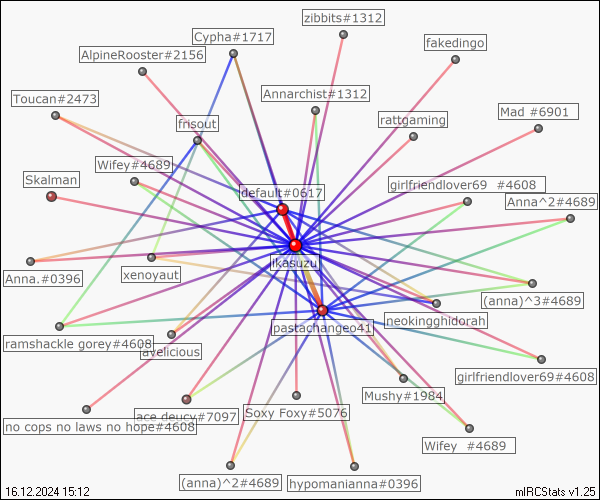 zibbits#1312
Cypha#1717
fakedingo
AlpineRooster#2156
Toucan#2473
Annarchist#1312
Mad #6901
frisout
rattgaming
Wifey#4689
Skalman
default#0617
girlfriendlover69 #4608
Anna^2#4689
ikasuzu
Anna.#0396
xenoyaut
(anna)^3#4689
pastachangeo41
neokingghidorah
ramshackle gorey#4608
avelicious
girlfriendlover69#4608
Mushy#1984
ace deucy#7097
Soxy Foxy#5076
no cops no laws no hope#4608
Wifey #4689
(anna)^2#4689
hypomanianna#0396
16.12.2024 15:12
mIRCStats v1.25